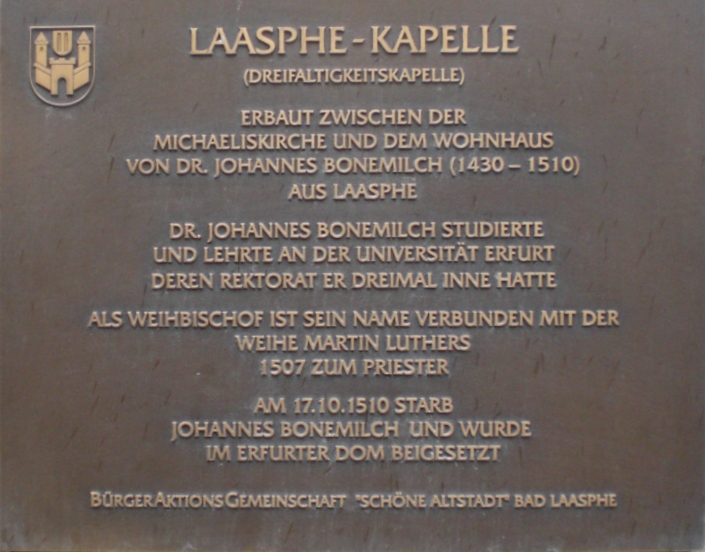 LAASPHE-KAPELLE
(DREIFALTIGKEITSKAPELLE)
ERBAUT ZWISCHEN DER
MICHAELISKIRCHE UND DEM WOHNHAUS
VON DR. JOHANNES BONEMILCH (1430 – 1510)
AUS LAASPHE
DR. JOHANNES BONEMILCH STUDIERTE
UND LEHRTE AN DER UNIVERSITÄT ERFURT
DEREN REKTORAT ER DREIMAL INNE HATTE
ALS WEIHBISCHOF IST SEIN NAME VERBUNDEN MIT DER
WEIHE MARTIN LUTHERS
1507 ZUM PRIESTER
AM 17.10.1510 STARB
JOHANNES BONEMILCH UND WURDE
IM ERFURTER DOM BEIGESETZT
BÜRGERAKTIONSGEMEINSCHAFT "SCHÖNE ALTSTADT" BAD LAASPHE